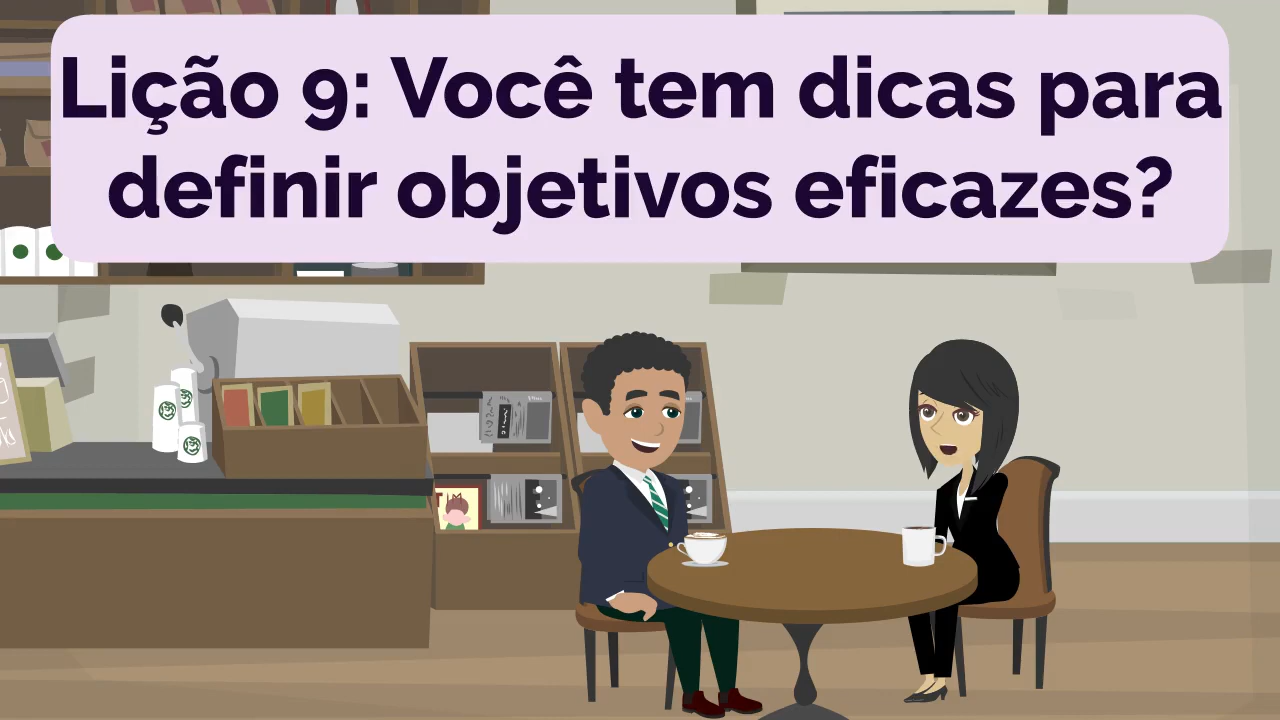 Lição 9: Você tem dicas para
definir objetivos eficazes?